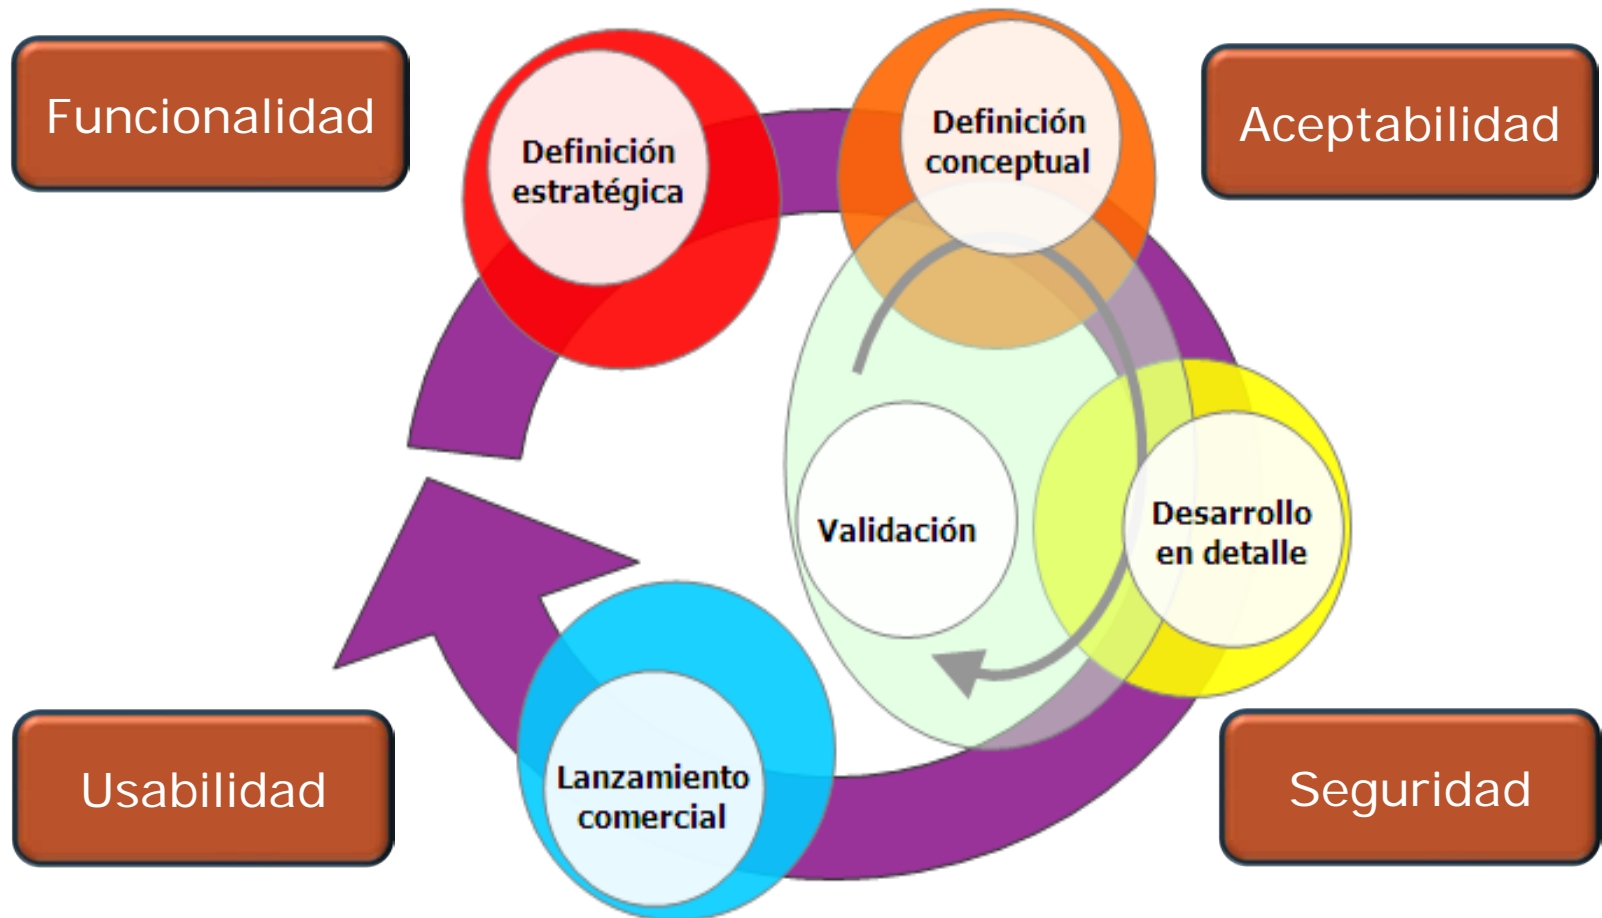 Funcionalidad
Definición
estratégica
Definición
conceptual
Aceptabilidad
Validación
Desarrollo
en detalle
Usabilidad
Lanzamiento
comercial
Seguridad